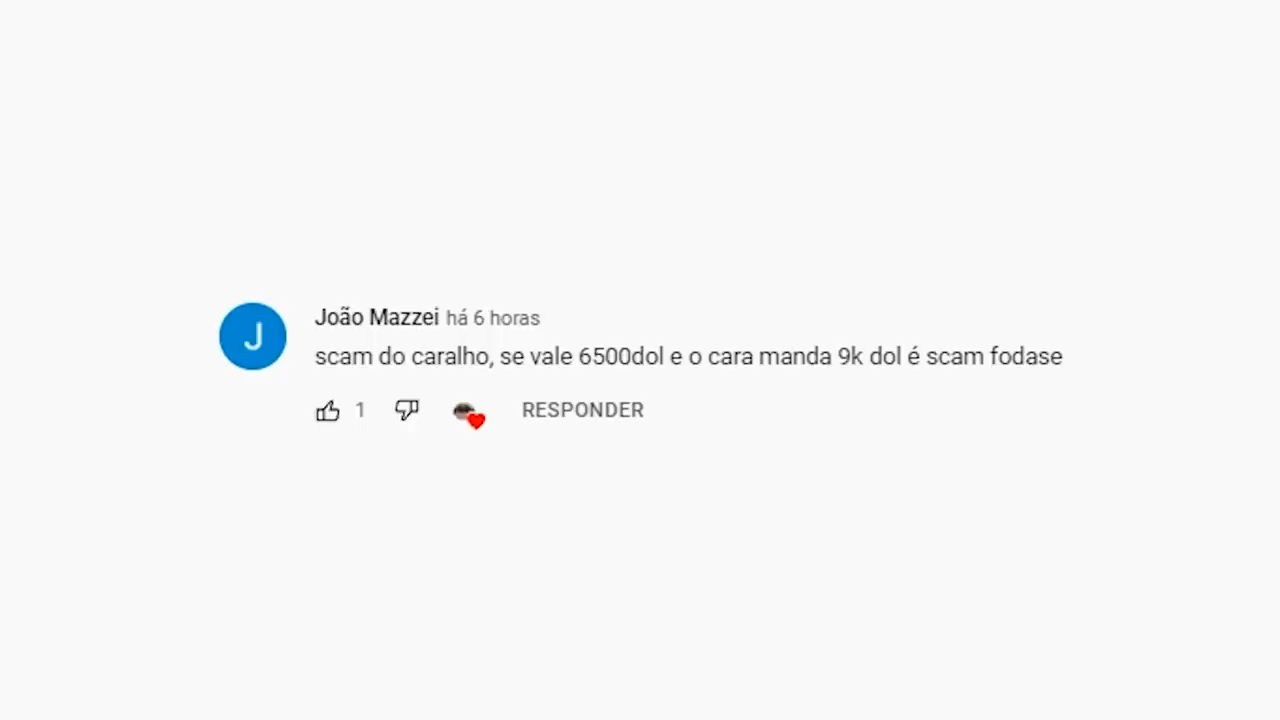 J
João Mazzei há 6 horas
scam do caralho, se vale 6500dol e o cara manda 9k dol é scam fodase
1 RESPONDER